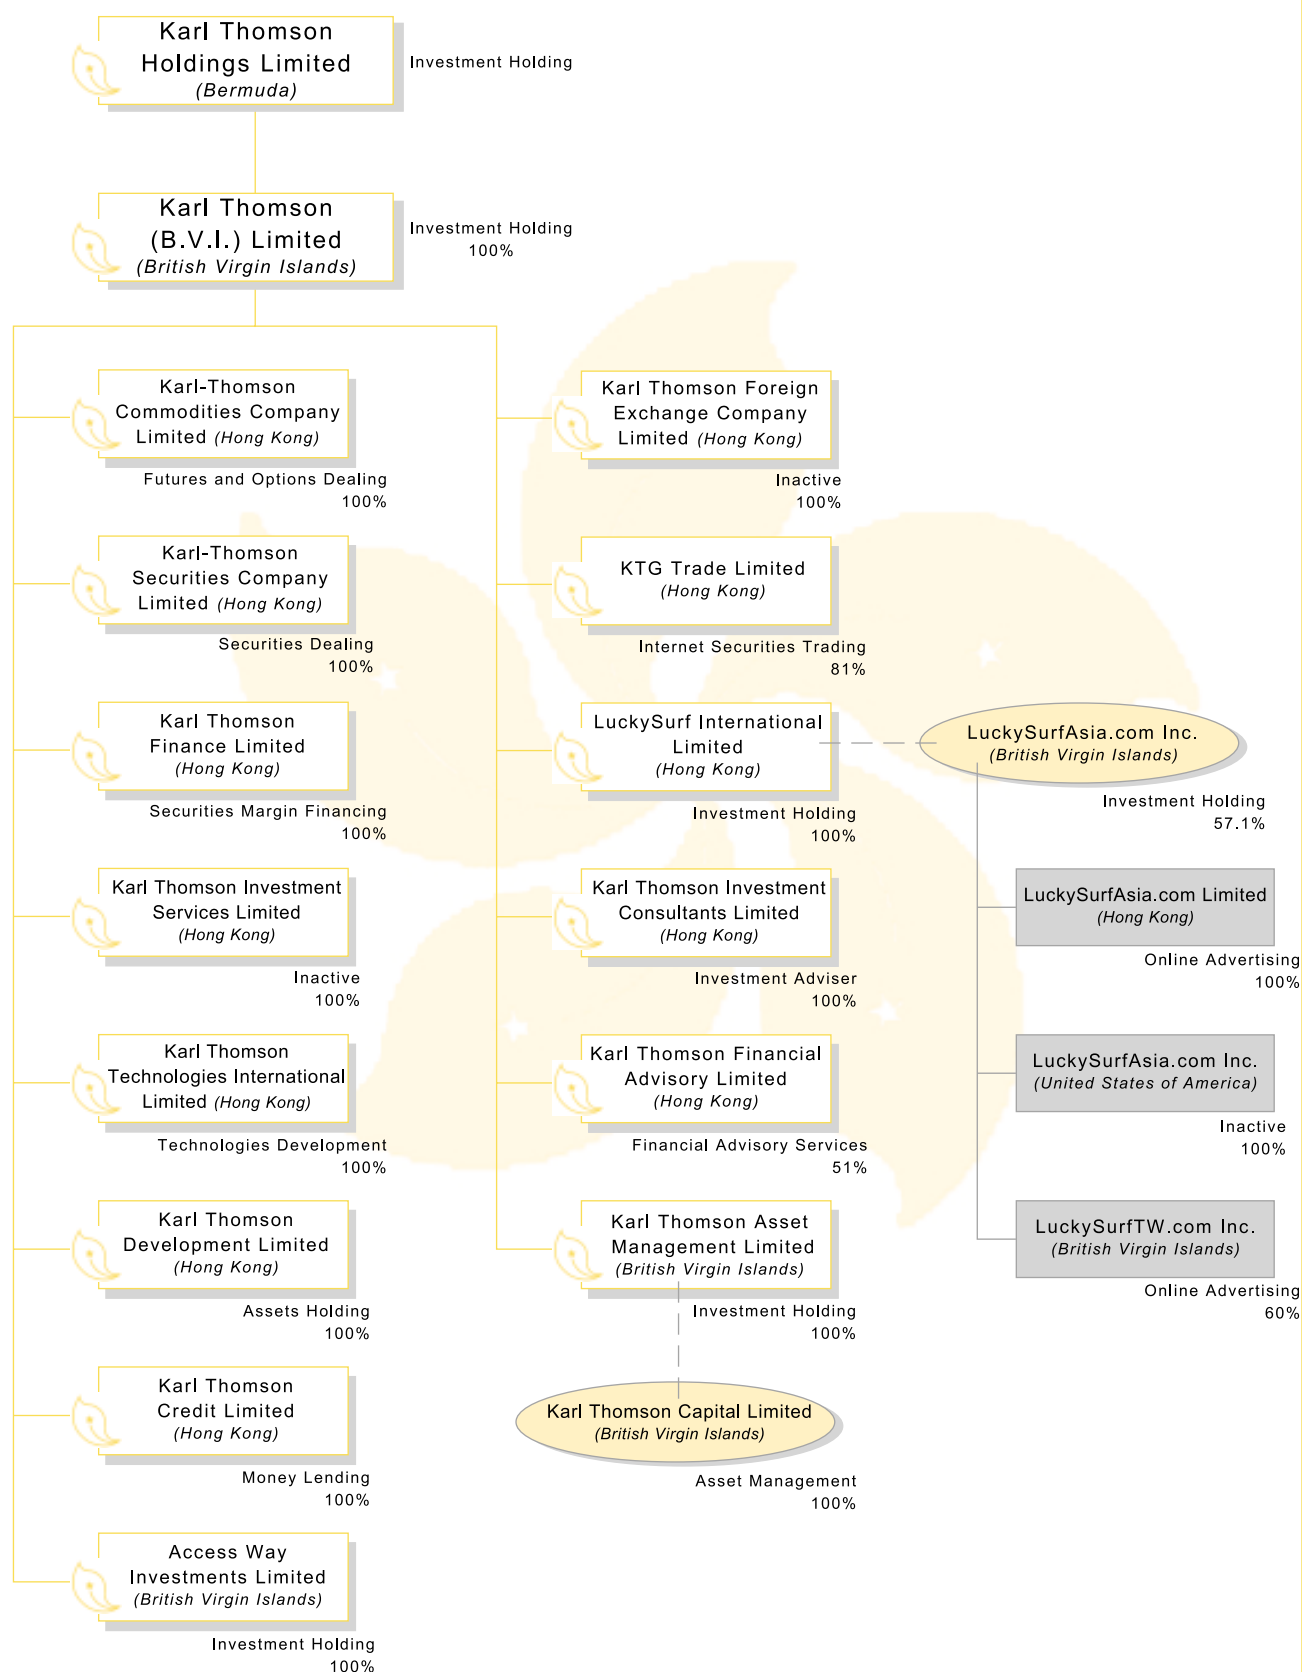 Karl Thomson
Holdings Limited
(Bermuda)
Investment Holding
Karl Thomson
(B.V.I.) Limited
(British Virgin Islands)
Investment Holding
100%
Karl-Thomson
Commodities Company
Limited (Hong Kong)
Futures and Options Dealing
100%
Karl-Thomson
Securities Company
Limited (Hong Kong)
Securities Dealing
100%
Karl Thomson
Finance Limited
(Hong Kong)
Securities Margin Financing
100%
Karl Thomson Investment
Services Limited
(Hong Kong)
Inactive
100%
Karl Thomson
Technologies International
Limited (Hong Kong)
Technologies Development
100%
Karl Thomson
Development Limited
(Hong Kong)
Assets Holding
100%
Karl Thomson
Credit Limited
(Hong Kong)
Money Lending
100%
Access Way
Investments Limited
(British Virgin Islands)
Investment Holding
100%
Karl Thomson Foreign
Exchange Company
Limited (Hong Kong)
Inactive
100%
KTG Trade Limited
(Hong Kong)
Internet Securities Trading
81%
LuckySurf International
Limited
(Hong Kong)
Investment Holding
100%
Karl Thomson Investment
Consultants Limited
(Hong Kong)
Investment Adviser
100%
Karl Thomson Financial
Advisory Limited
(Hong Kong)
Financial Advisory Services
51%
Karl Thomson Asset
Management Limited
(British Virgin Islands)
Investment Holding
100%
Karl Thomson Capital Limited
(British Virgin Islands)
Asset Management
100%
LuckySurfAsia.com Inc.
(British Virgin Islands)
Investment Holding
57.1%
LuckySurfAsia.com Limited
(Hong Kong)
Online Advertising
100%
LuckySurfAsia.com Inc.
(United States of America)
Inactive
100%
LuckySurfTW.com Inc.
(British Virgin Islands)
Online Advertising
60%